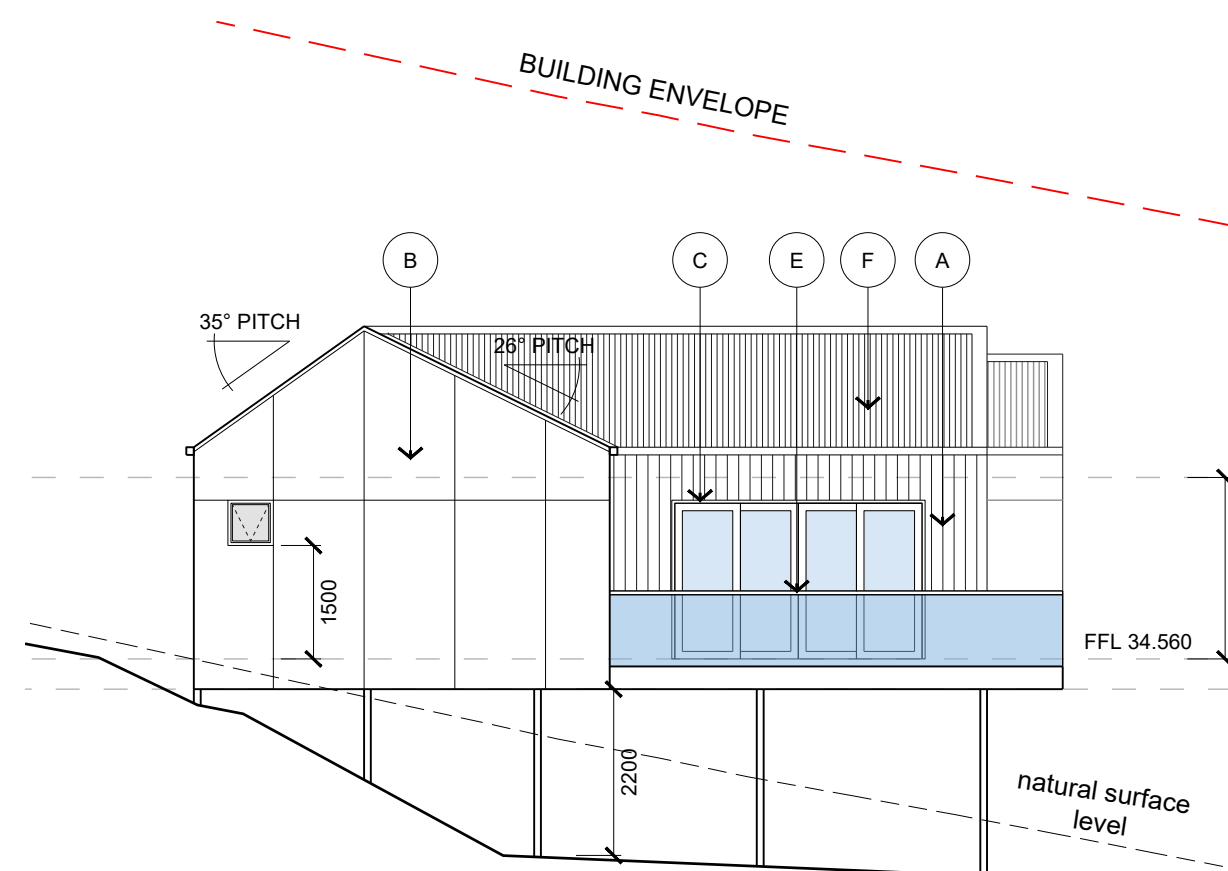 BUILDING ENVELOPE
B
C
E
F
A
35° PITCH
26° PITCH
1500
FFL 34.560
2200
natural surface
level